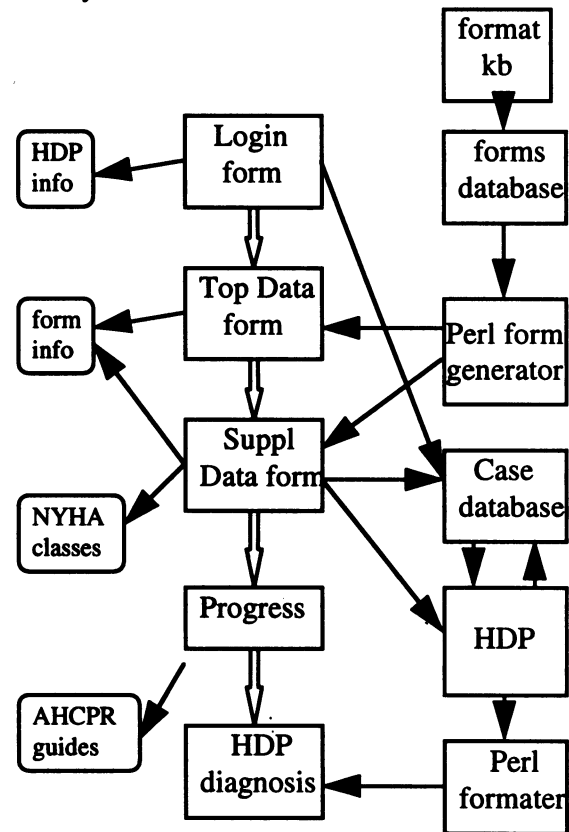 format
kb
HDP
info
Login
form
forms
database
form
info
Top Data
form
Perl form
generator
Suppl
Data form
Case
database
NYHA
classes
Progress
HDP
AHCPR
guides
HDP
diagnosis
Perl
formater